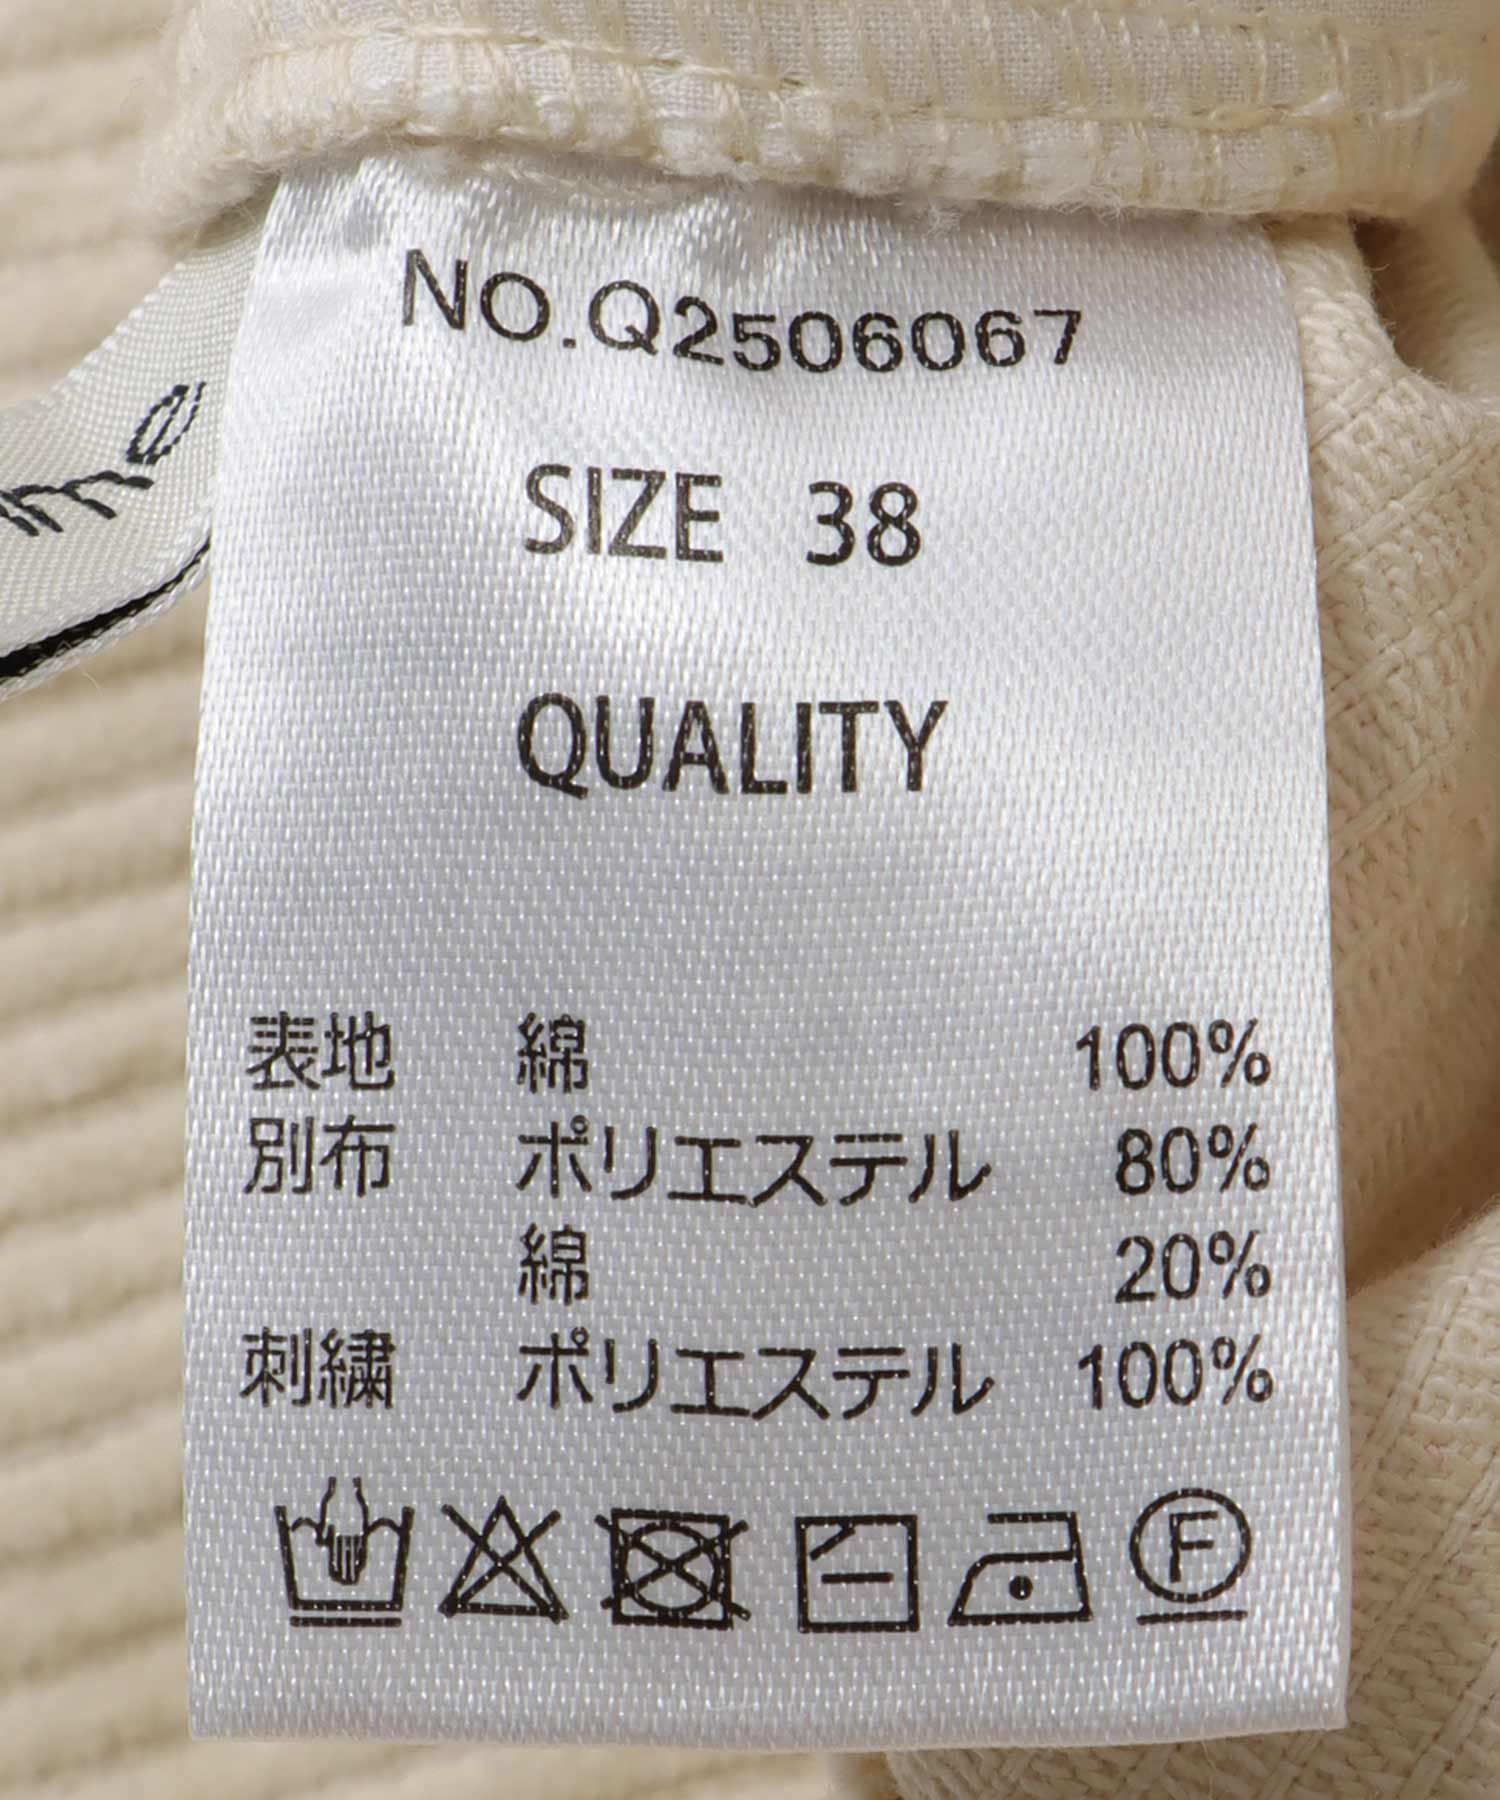 NO.Q2506067
SIZE 38
QUALITY
表地 綿 100%
別布 ポリエステル 80%
綿 20%
刺繍 ポリエステル 100%
F